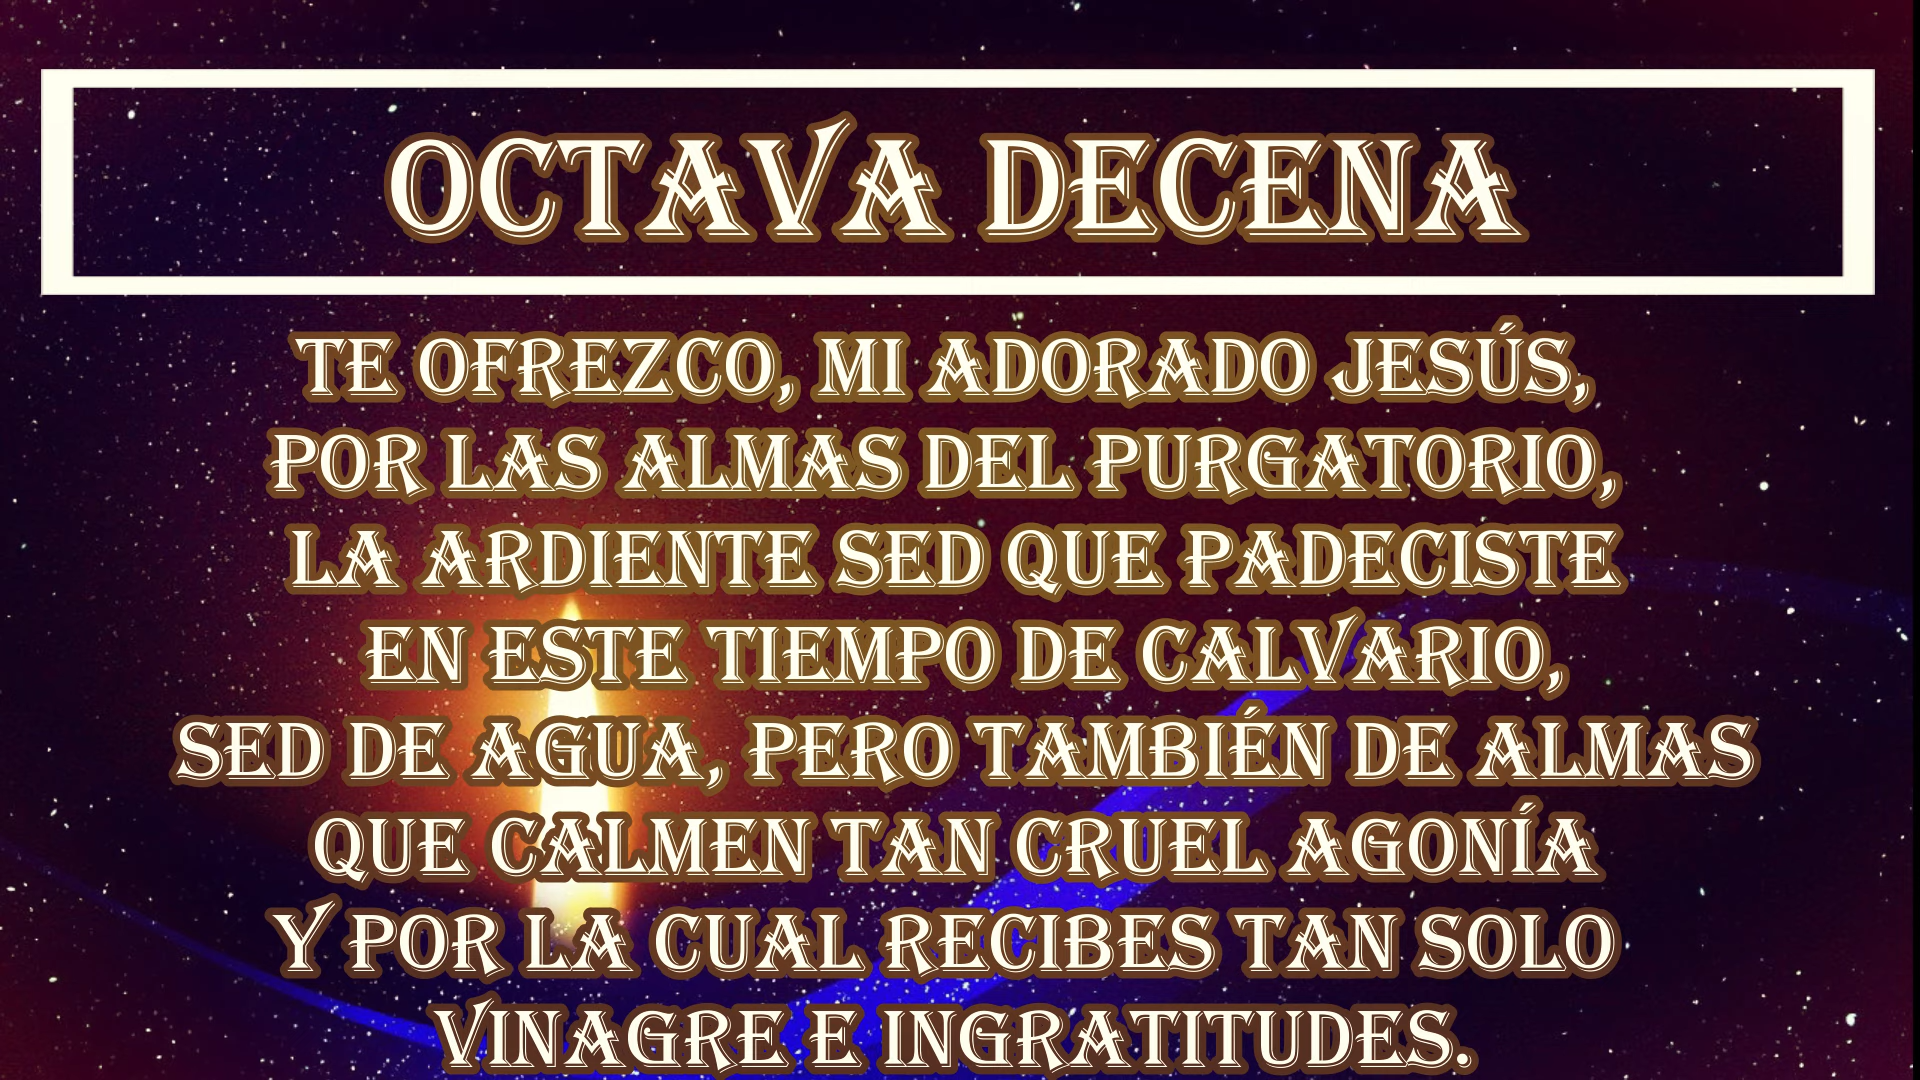 OCTAVA DECENA
TE OFREZCO, MI ADORADO JESÚS,
POR LAS ALMAS DEL PURGATORIO,
LA ARDIENTE SED QUE PADECISTE
EN ESTE TIEMPO DE CALVARIO,
SED DE AGUA, PERO TAMBIÉN DE ALMAS
QUE CALMEN TAN CRUEL AGONÍA
Y POR LA CUAL RECIBES TAN SOLO
VINAGRE E INGRATITUDES.